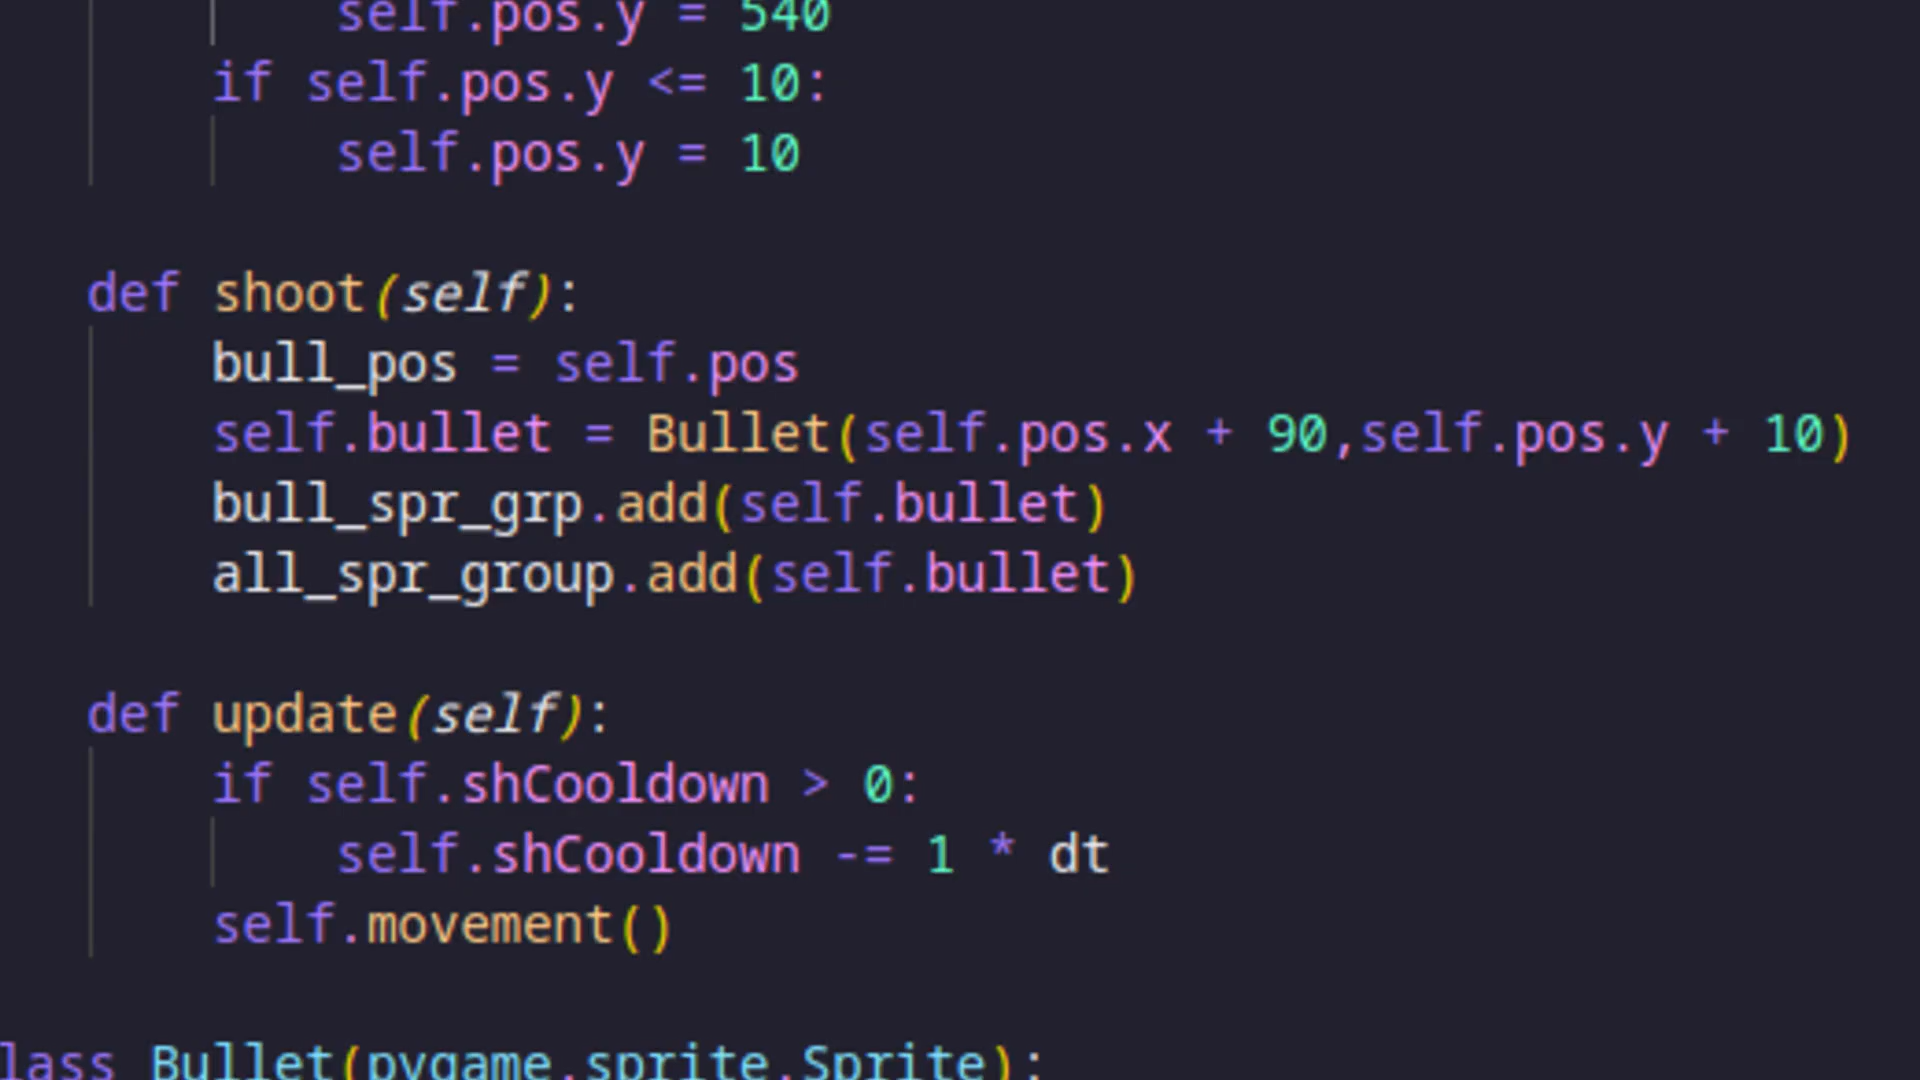 self.pos.y = 540
if self.pos.y <= 10:
self.pos.y = 10
def shoot(self):
bull_pos = self.pos
self.bullet = Bullet(self.pos.x + 90,self.pos.y + 10)
bull_spr_grp.add(self.bullet)
all_spr_group.add(self.bullet)
def update(self):
if self.shCooldown > 0:
self.shCooldown -= 1 * dt
self.movement()
lass Bullet(pygame.sprite.Sprite):